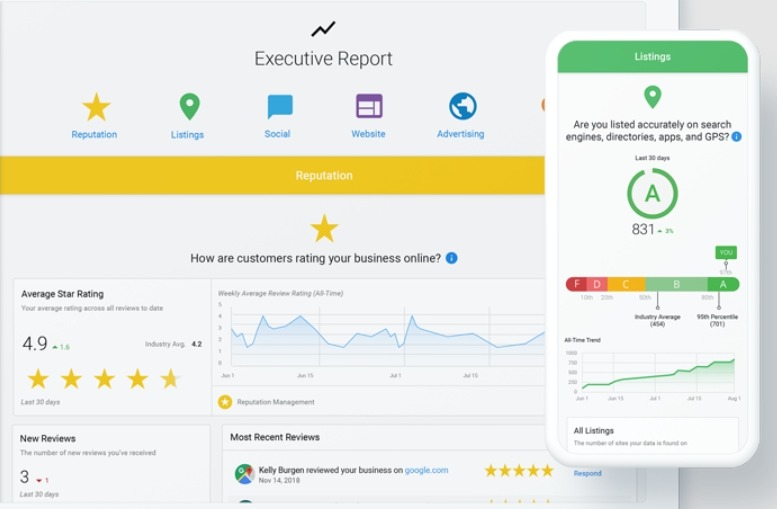 Executive Report
Reputation
Listings
Social
Website
Advertising
Reputation
How are customers rating your business online?
Average Star Rating
Your average rating across all reviews to date
4.9
1.6
Industry Avg. 4.2
Last 30 days
Weekly Average Review Rating (All-Time)
5
4
3
2
1
0
Jun 1
Jun 15
Jul 1
Jul 15
Reputation Management
New Reviews
The number of new reviews you've received
3
1
Last 30 days
Most Recent Reviews
Kelly Burgen reviewed your business on google.com
Nov 14, 2018
Respond
Listings
Are you listed accurately on search
engines, directories, apps, and GPS?
Last 30 days
A
831
3%
YOU
97th
F D C B A
10th 20th 50th 90th
Industry Average
(454)
95th Percentile
(701)
All-Time Trend
1000
750
500
250
0
Jun 1
Jun 15
Jul 1
Jul 15
Aug 1
All Listings
The number of sites your data is found on